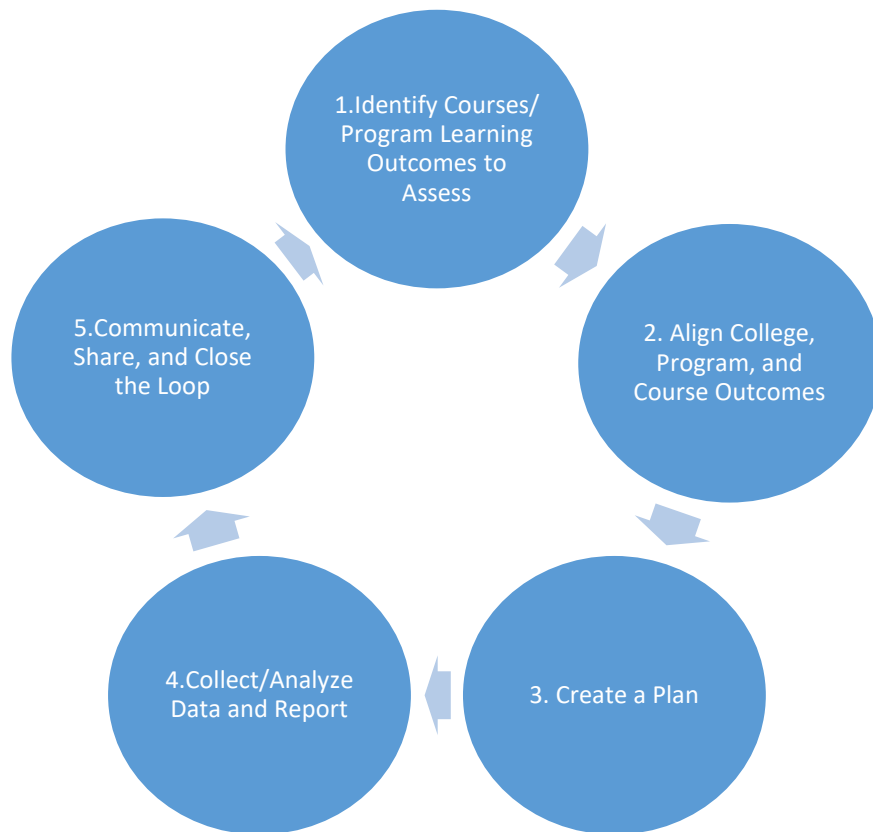 1.Identify Courses/
Program Learning
Outcomes to
Assess
2. Align College,
Program, and
Course Outcomes
3. Create a Plan
4.Collect/Analyze
Data and Report
5.Communicate,
Share, and Close
the Loop